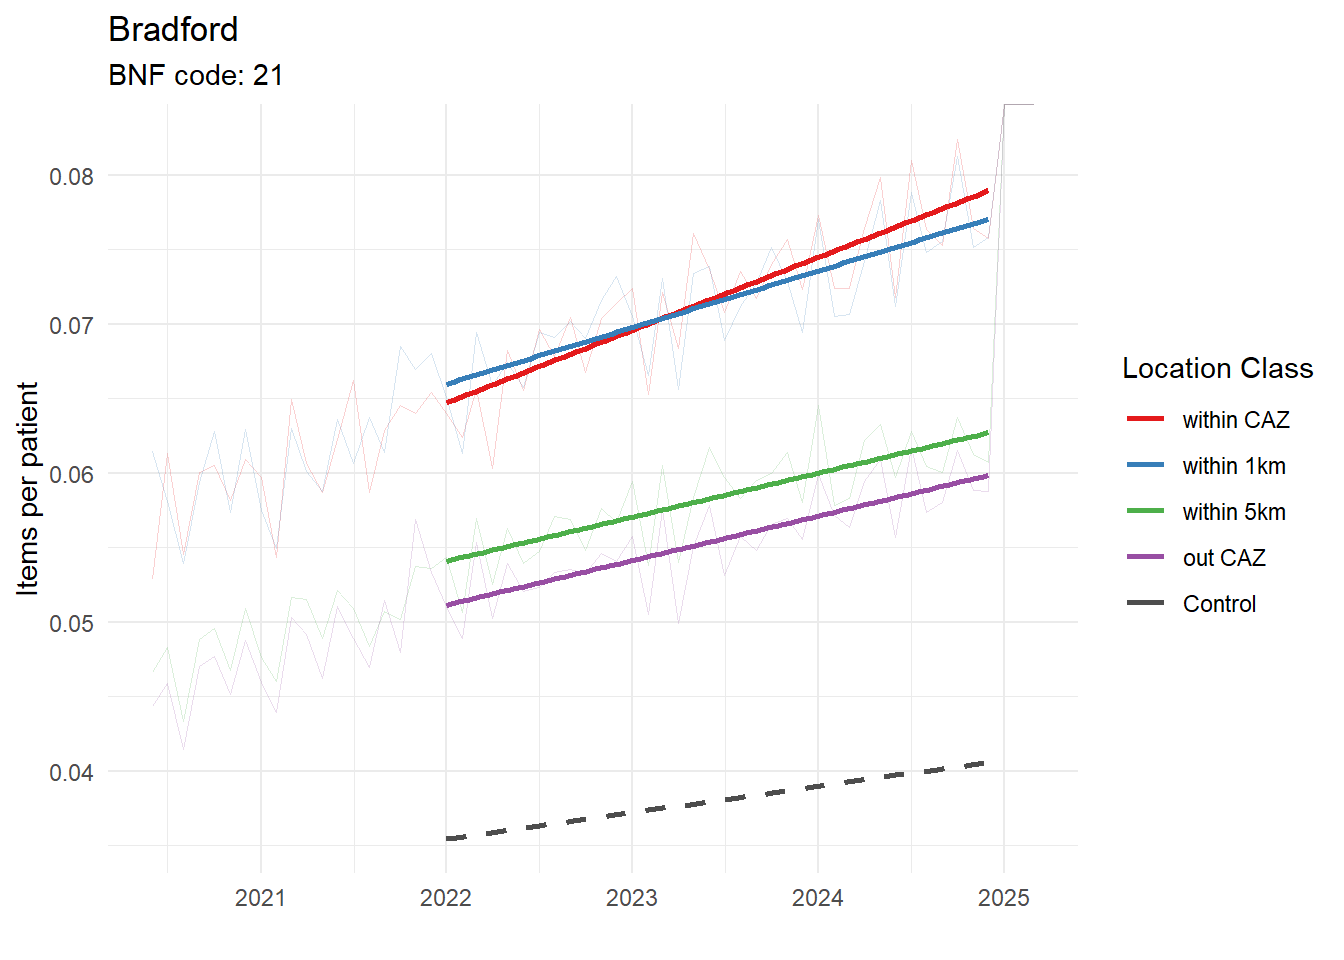 Bradford
BNF code: 21
Items per patient
0.08
0.07
0.06
0.05
0.04
2021
2022
2023
2024
2025
Location Class
within CAZ
within 1km
within 5km
out CAZ
Control